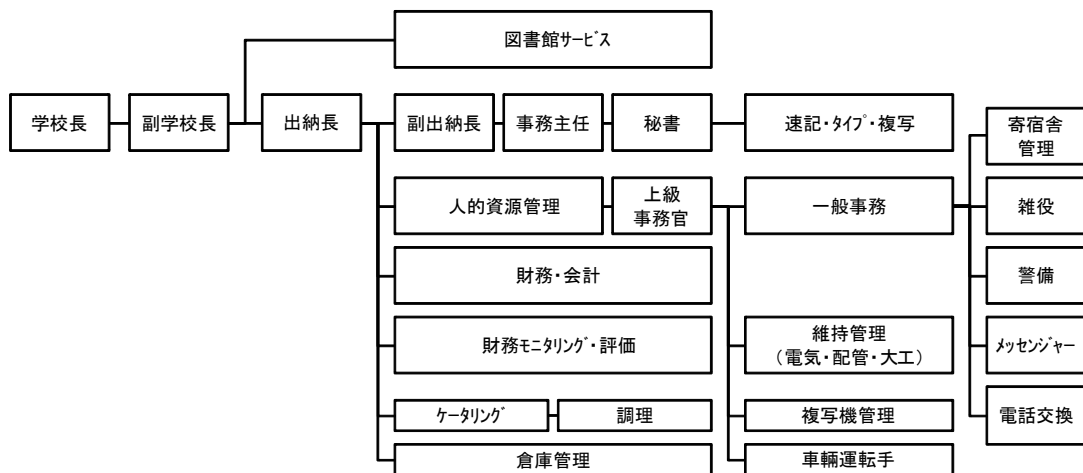 図書館サービス
学校長
副学校長
出納長
副出納長
事務主任
秘書
速記・タイプ・複写
寄宿舎
管理
人的資源管理
上級
事務官
一般事務
雑役
財務・会計
警備
財務モニタリング・評価
維持管理
（電気・配管・大工）
メッセンジャー
ケータリング
調理
複写機管理
電話交換
倉庫管理
車輛運転手